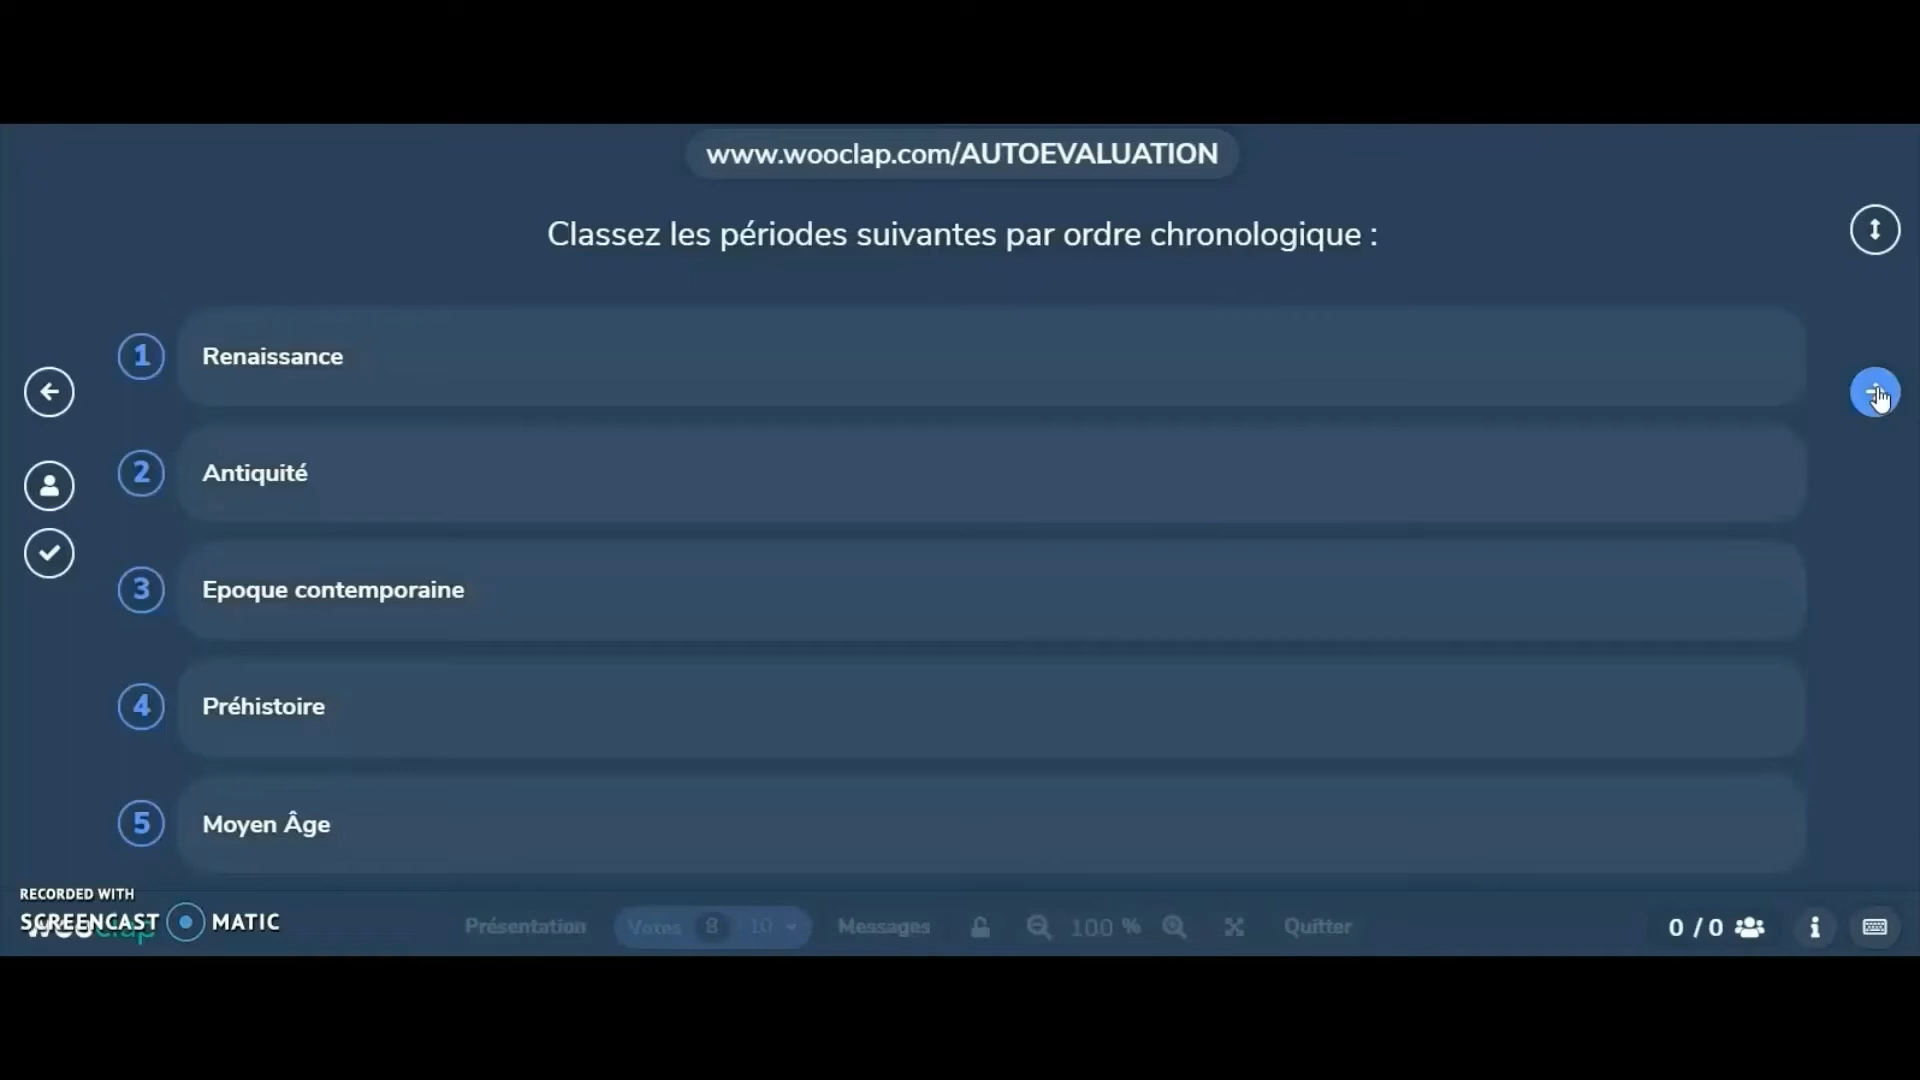 www.wooclap.com/AUTOEVALUATION
Classez les périodes suivantes par ordre chronologique :
1 Renaissance
2 Antiquité
3 Epoque contemporaine
4 Préhistoire
5 Moyen Âge
RECORDED WITH
SCREENCAST MATIC
wooclap
Présentation Votes 8 10 Messages 100 % Quitter 0 / 0